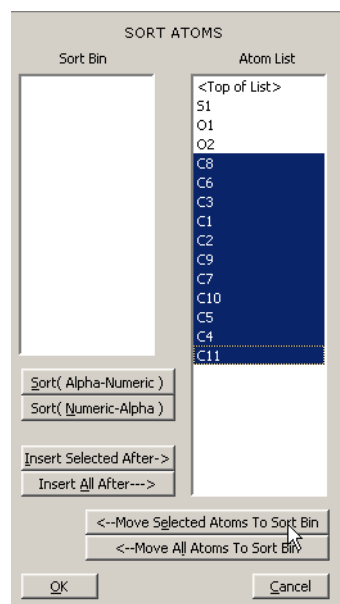 SORT ATOMS
Sort Bin
Atom List
<Top of List>
S1
O1
O2
C8
C6
C3
C1
C2
C9
C7
C10
C5
C4
C11
Sort( Alpha-Numeric )
Sort( Numeric-Alpha )
Insert Selected After->
Insert All After--->
<--Move Selected Atoms To Sort Bin
<--Move All Atoms To Sort Bin
OK
Cancel